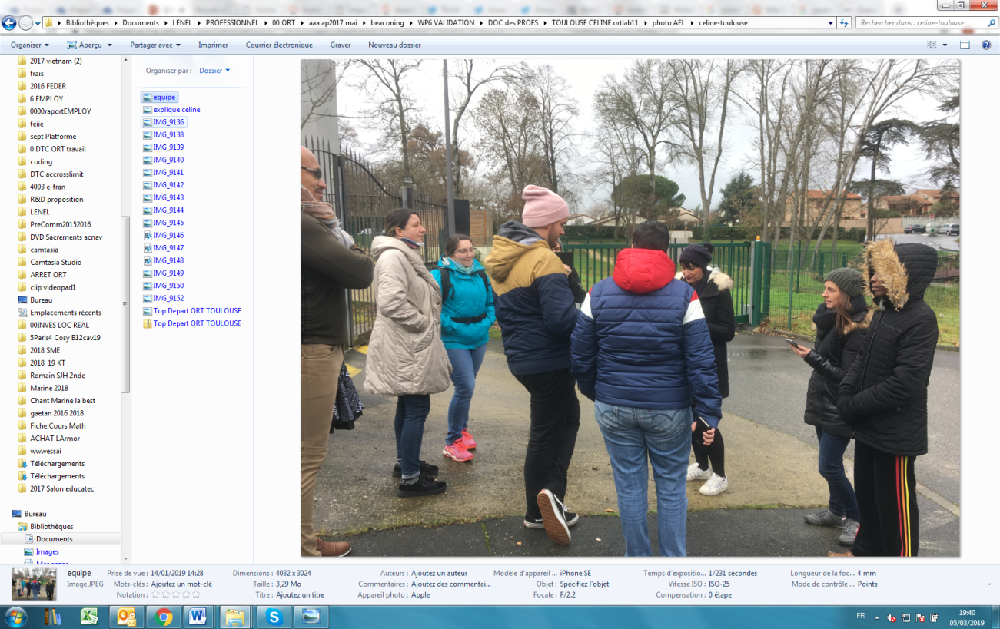 Bibliothèques ▸ Documents ▸ LENEL ▸ PROFESSIONNEL ▸ 00 ORT ▸ aaa ap2017 mai ▸ beaconing ▸ WP6 VALIDATION ▸ DOC des PROFS ▸ TOULOUSE CELINE ortlab11 ▸ photo AEL ▸ celine-toulouse
Rechercher dans : celine-toulouse
Organiser Aperçu Partager avec Imprimer Courrier électronique Graver Nouveau dossier
2017 vietnam (2)
frais
2016 FEDER
6 EMPLOY
0000raportEMPLOY
feiie
sept Platforme
0 DTC ORT travail
coding
DTC accrosslimit
4003 e-fran
R&D proposition
LENEL
PreComm20152016
DVD Sacrements acnav
camtasia
Camtasia Studio
ARRET ORT
clip videopad1
Bureau
Emplacements récents
00INVES LOC REAL
5Paris4 Cosy B12cav19
2018 SME
2018 19 KT
Romain SJH 2nde
Marine 2018
Chant Marine la best
gaetan 2016 2018
Fiche Cours Math
ACHAT LArmor
wwwessai
Téléchargements
Téléchargements
2017 Salon educatec
Bureau
Bibliothèques
Documents
Images
Organiser par : Dossier
equipe
explique celine
IMG_9136
IMG_9138
IMG_9139
IMG_9140
IMG_9141
IMG_9142
IMG_9143
IMG_9144
IMG_9145
IMG_9146
IMG_9147
IMG_9148
IMG_9149
IMG_9150
IMG_9152
Top Depart ORT TOULOUSE
Top Depart ORT TOULOUSE
equipe Prise de vue : 14/01/2019 14:28 Dimensions : 4032 x 3024 Auteurs : Ajoutez un auteur Modèle d'appareil ... iPhone SE Temps d'expositio... 1/231 secondes Longueur de la foc... 4 mm
Image JPEG Mots-clés : Ajoutez un mot-clé Taille : 3,29 Mo Commentaires : Ajoutez des commentai... Objet : Spécifiez l'objet Vitesse ISO : ISO-25 Mode de contrôle ... Points
Notation : Titre : Ajoutez un titre Appareil photo : Apple Focale : F/2.2 Compensation : 0 étape
FR 19:40
05/03/2019